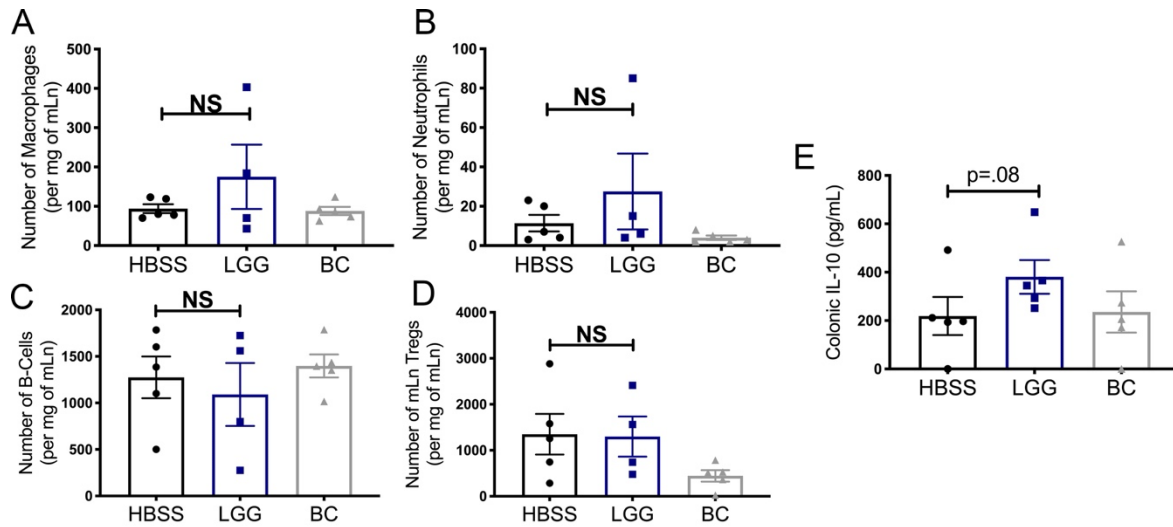 A
Number of Macrophages
(per mg of mLn)
500
400
300
200
100
0
NS
HBSS
LGG
BC
B
Number of Neutrophils
(per mg of mLn)
100
80
60
40
20
0
NS
HBSS
LGG
BC
C
Number of B-Cells
(per mg of mLn)
2000
1500
1000
500
0
NS
HBSS
LGG
BC
D
Number of mLn Tregs
(per mg of mLn)
4000
3000
2000
1000
0
NS
HBSS
LGG
BC
E
Colonic IL-10 (pg/mL)
800
600
400
200
0
p=.08
HBSS
LGG
BC